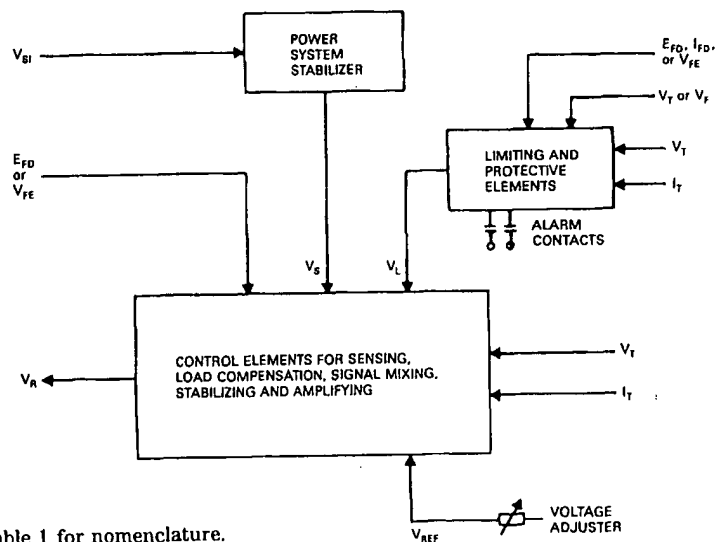 POWER
SYSTEM
STABILIZER
V_SI
E_FD, I_FD,
or V_FE
V_T or V_F
E_FD
or
V_FE
LIMITING AND
PROTECTIVE
ELEMENTS
V_T
I_T
ALARM
CONTACTS
V_S
V_L
CONTROL ELEMENTS FOR SENSING,
LOAD COMPENSATION, SIGNAL MIXING,
STABILIZING AND AMPLIFYING
V_R
V_T
I_T
V_REF
VOLTAGE
ADJUSTER
able 1 for nomenclature.